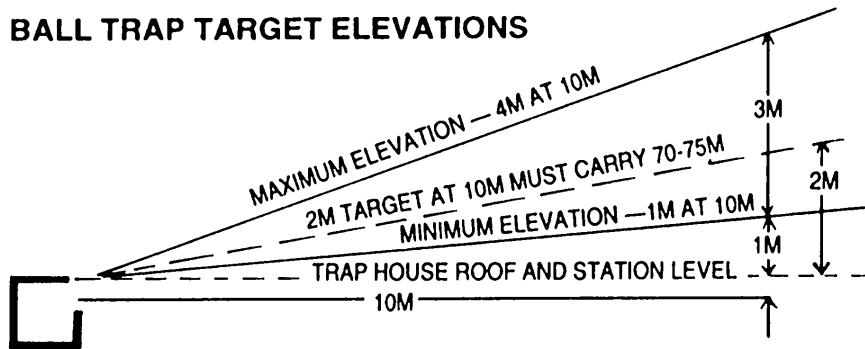 BALL TRAP TARGET ELEVATIONS
MAXIMUM ELEVATION — 4M AT 10M
3M
2M TARGET AT 10M MUST CARRY 70-75M
2M
MINIMUM ELEVATION —1M AT 10M
1M
TRAP HOUSE ROOF AND STATION LEVEL
10M